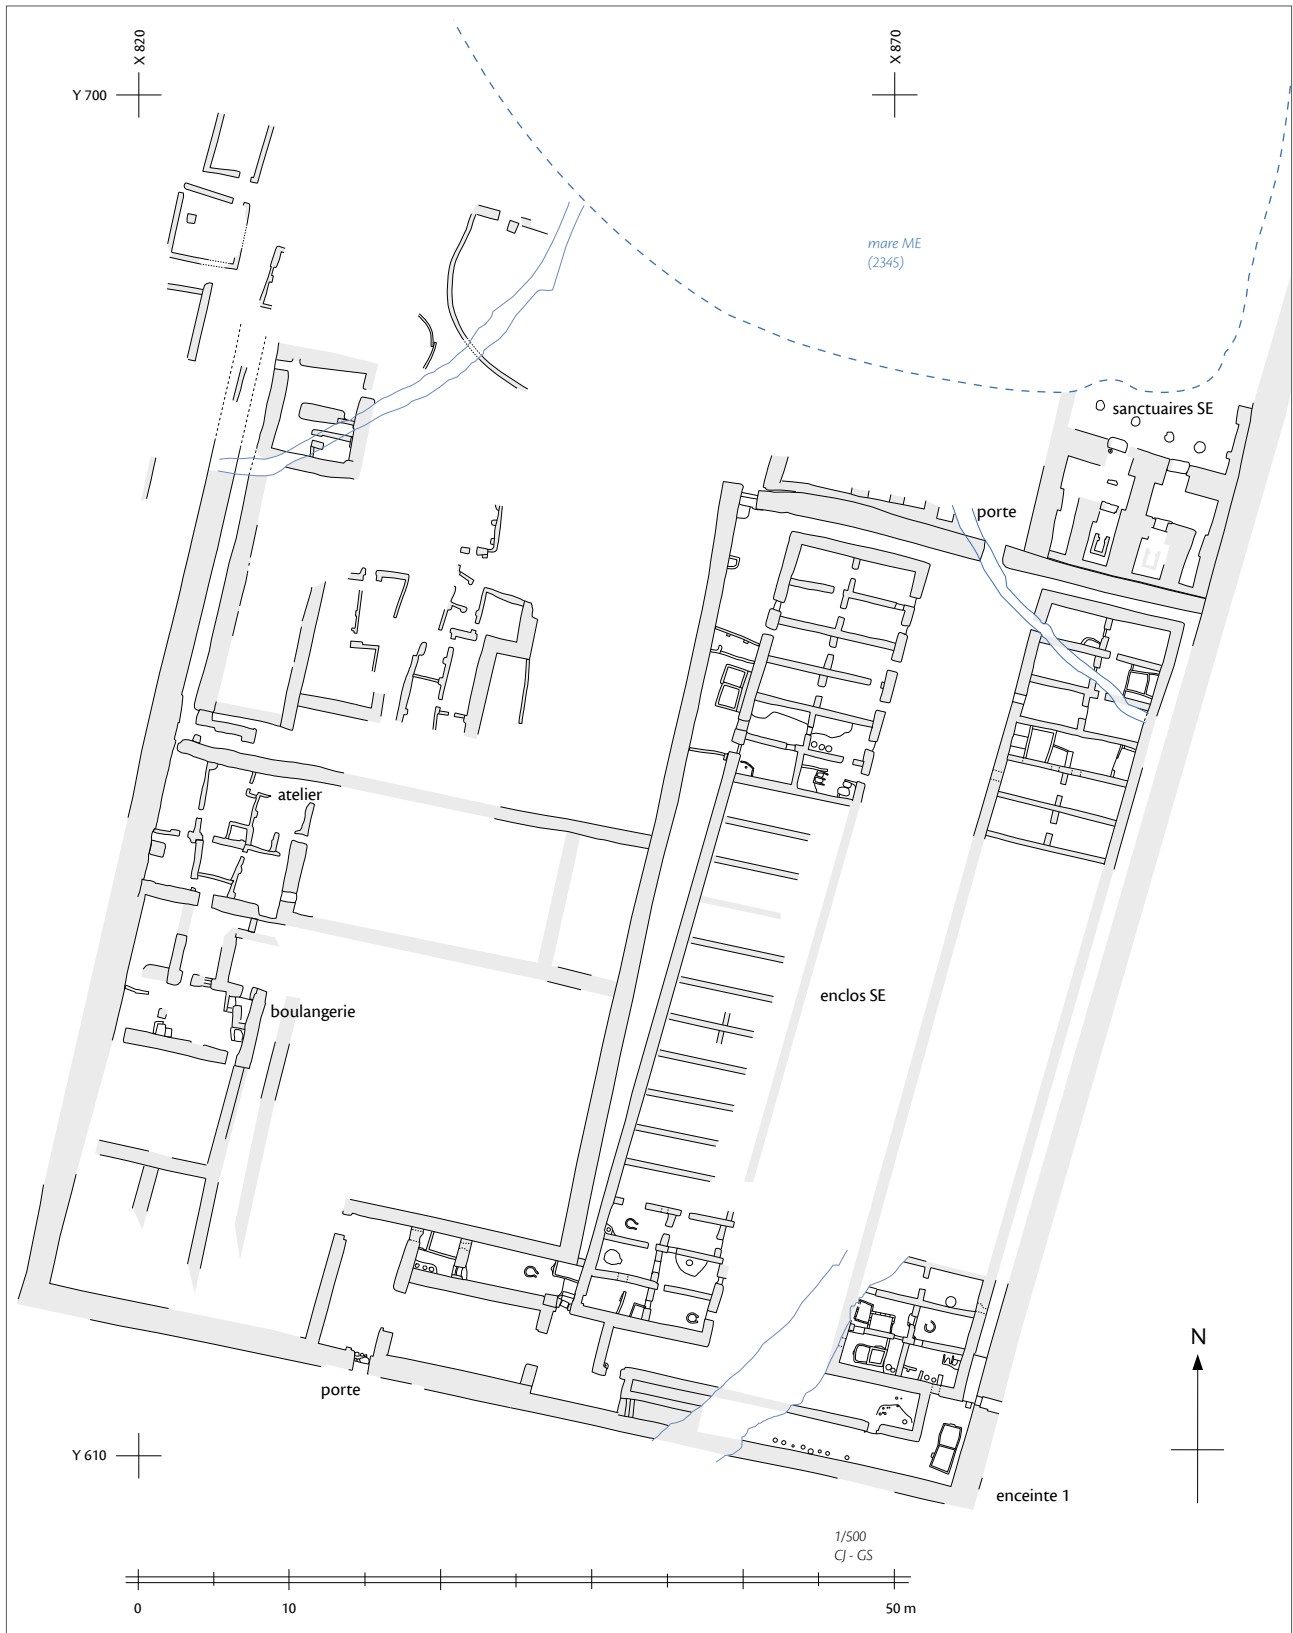 X 820
X 870
Y 700
mare ME
(2345)
sanctuaires SE
porte
atelier
enclos SE
boulangerie
N
porte
Y 610
enceinte 1
1/500
CJ - GS
0
10
50 m